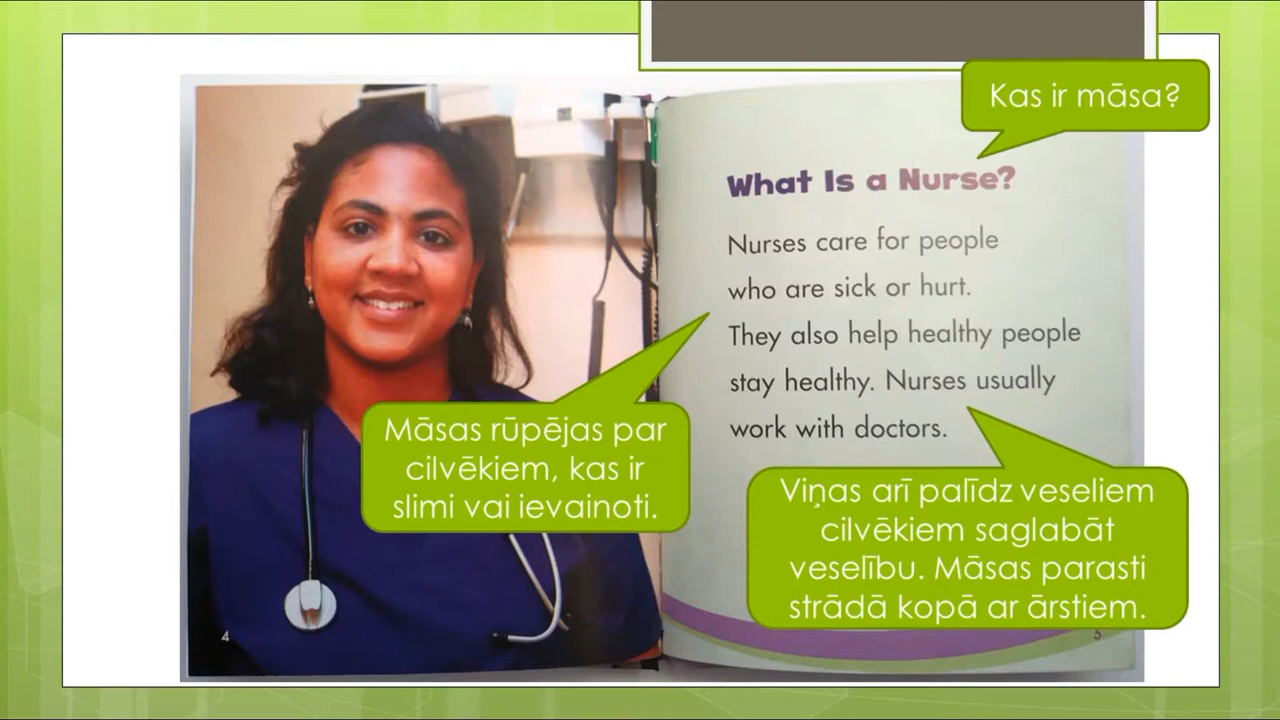 Kas ir māsa?
What Is a Nurse?
Nurses care for people
who are sick or hurt.
They also help healthy people
stay healthy. Nurses usually
work with doctors.
Māsas rūpējas par
cilvēkiem, kas ir
slimi vai ievainoti.
Viņas arī palīdz veseliem
cilvēkiem saglabāt
veselību. Māsas parasti
strādā kopā ar ārstiem.
4
5